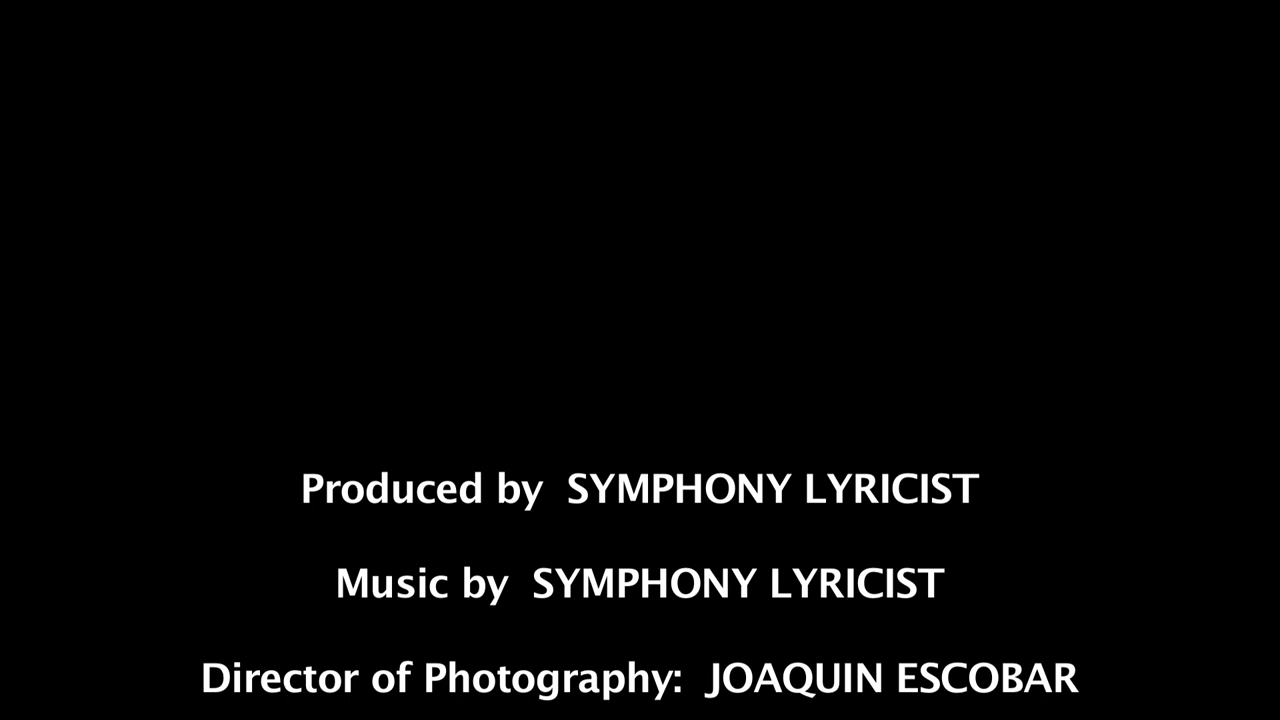 Produced by  SYMPHONY LYRICIST
Music by  SYMPHONY LYRICIST
Director of Photography:  JOAQUIN ESCOBAR